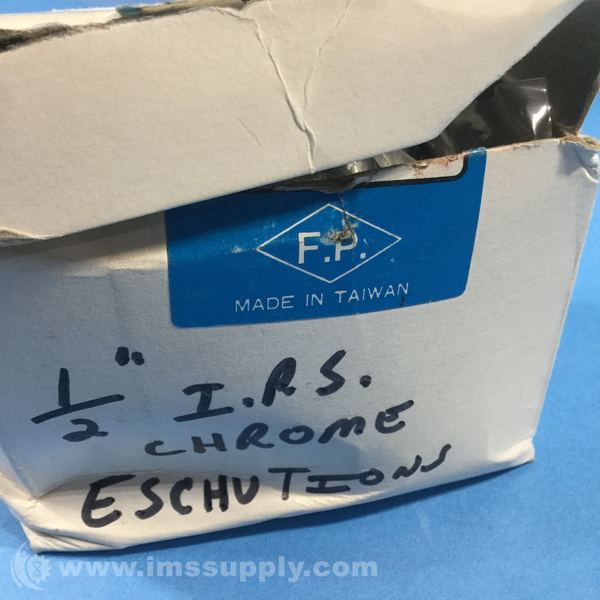 F.P.
MADE IN TAIWAN
1/2" I.R.S.
CHROME
ESCHUTIONS
www.imssupply.com